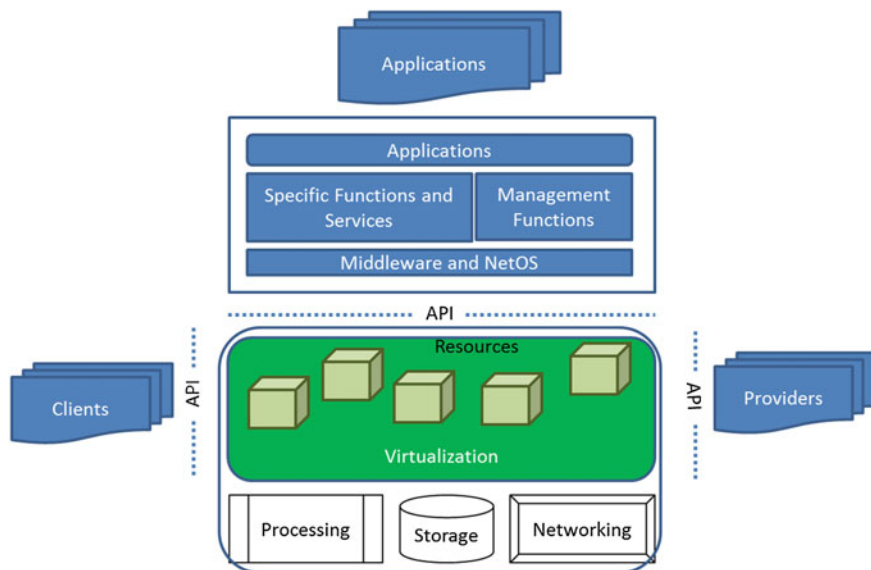 Applications
Applications
Specific Functions and
Services
Management
Functions
Middleware and NetOS
API
Resources
Clients
API
API
Providers
Virtualization
Processing
Storage
Networking